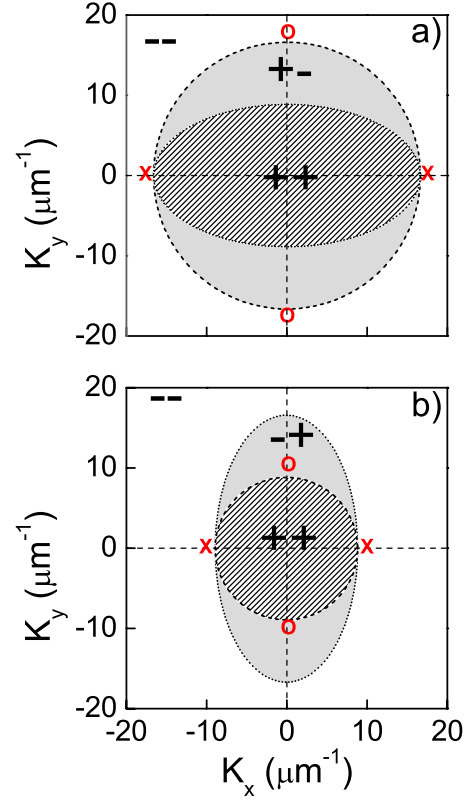 20
10
0
-10
-20
K_y (μm⁻¹)
a)
--
+-
++
o
x x
o
20
10
0
-10
-20
K_y (μm⁻¹)
b)
--
-+
++
o
x x
o
-20 -10 0 10 20
K_x (μm⁻¹)